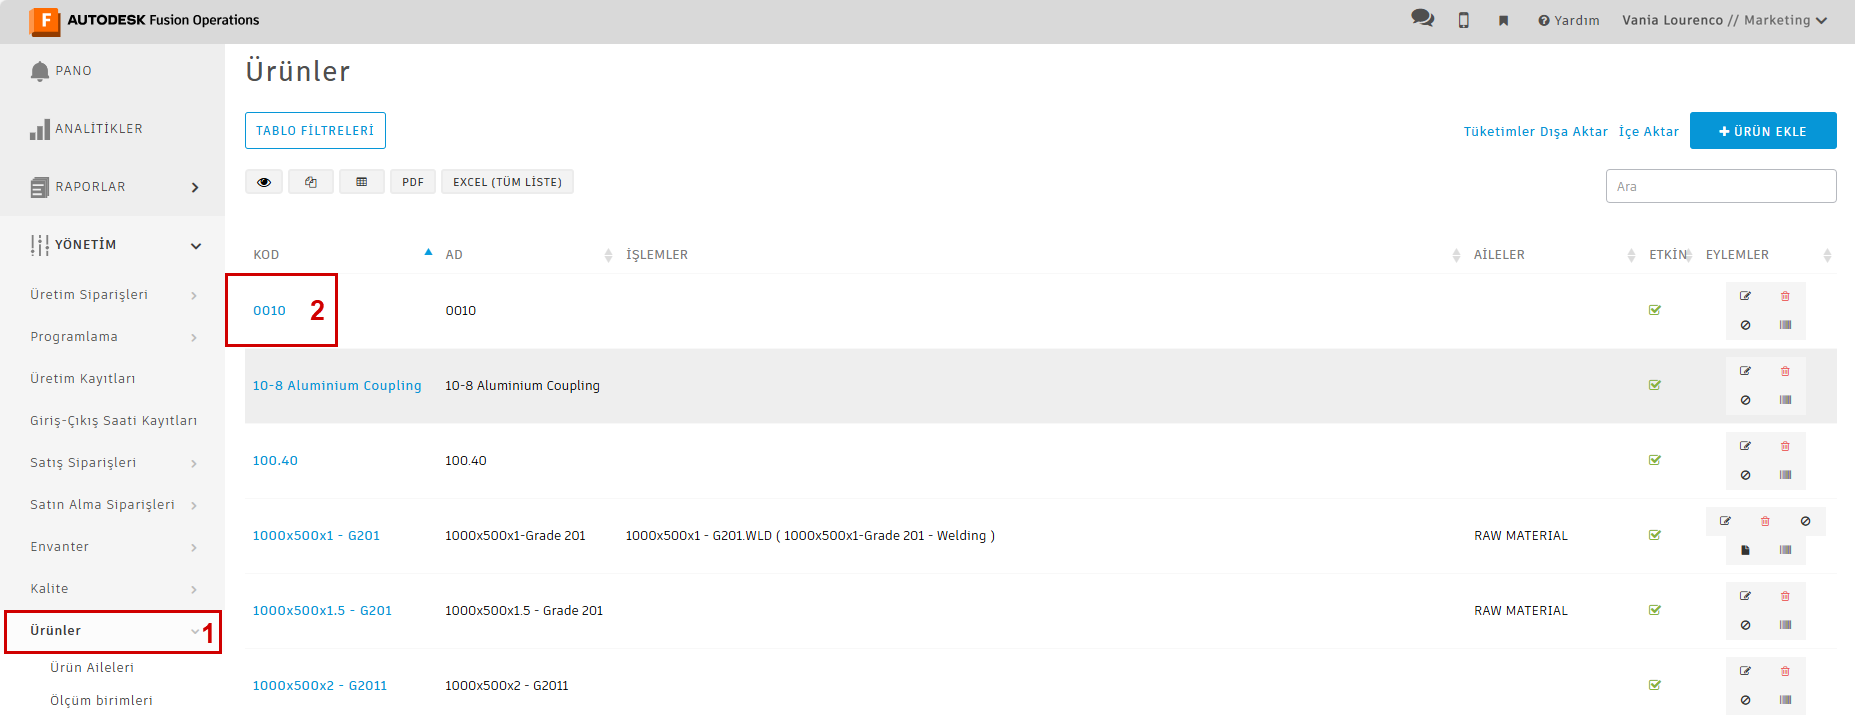 F AUTODESK Fusion Operations
Yardım
Vania Lourenco // Marketing
PANO
ANALİTİKLER
RAPORLAR
YÖNETİM
Üretim Siparişleri
Programlama
Üretim Kayıtları
Giriş-Çıkış Saati Kayıtları
Satış Siparişleri
Satın Alma Siparişleri
Envanter
Kalite
Ürünler
1
Ürün Aileleri
Ölçüm birimleri
Ürünler
TABLO FİLTRELERİ
Tüketimler Dışa Aktar İçe Aktar
+ ÜRÜN EKLE
PDF
EXCEL (TÜM LİSTE)
Ara
KOD AD İŞLEMLER AİLELER ETKİN EYLEMLER
0010 2 0010
10-8 Aluminium Coupling 10-8 Aluminium Coupling
100.40 100.40
1000x500x1 - G201 1000x500x1-Grade 201 1000x500x1 - G201.WLD ( 1000x500x1-Grade 201 - Welding ) RAW MATERIAL
1000x500x1.5 - G201 1000x500x1.5 - Grade 201 RAW MATERIAL
1000x500x2 - G2011 1000x500x2 - G2011